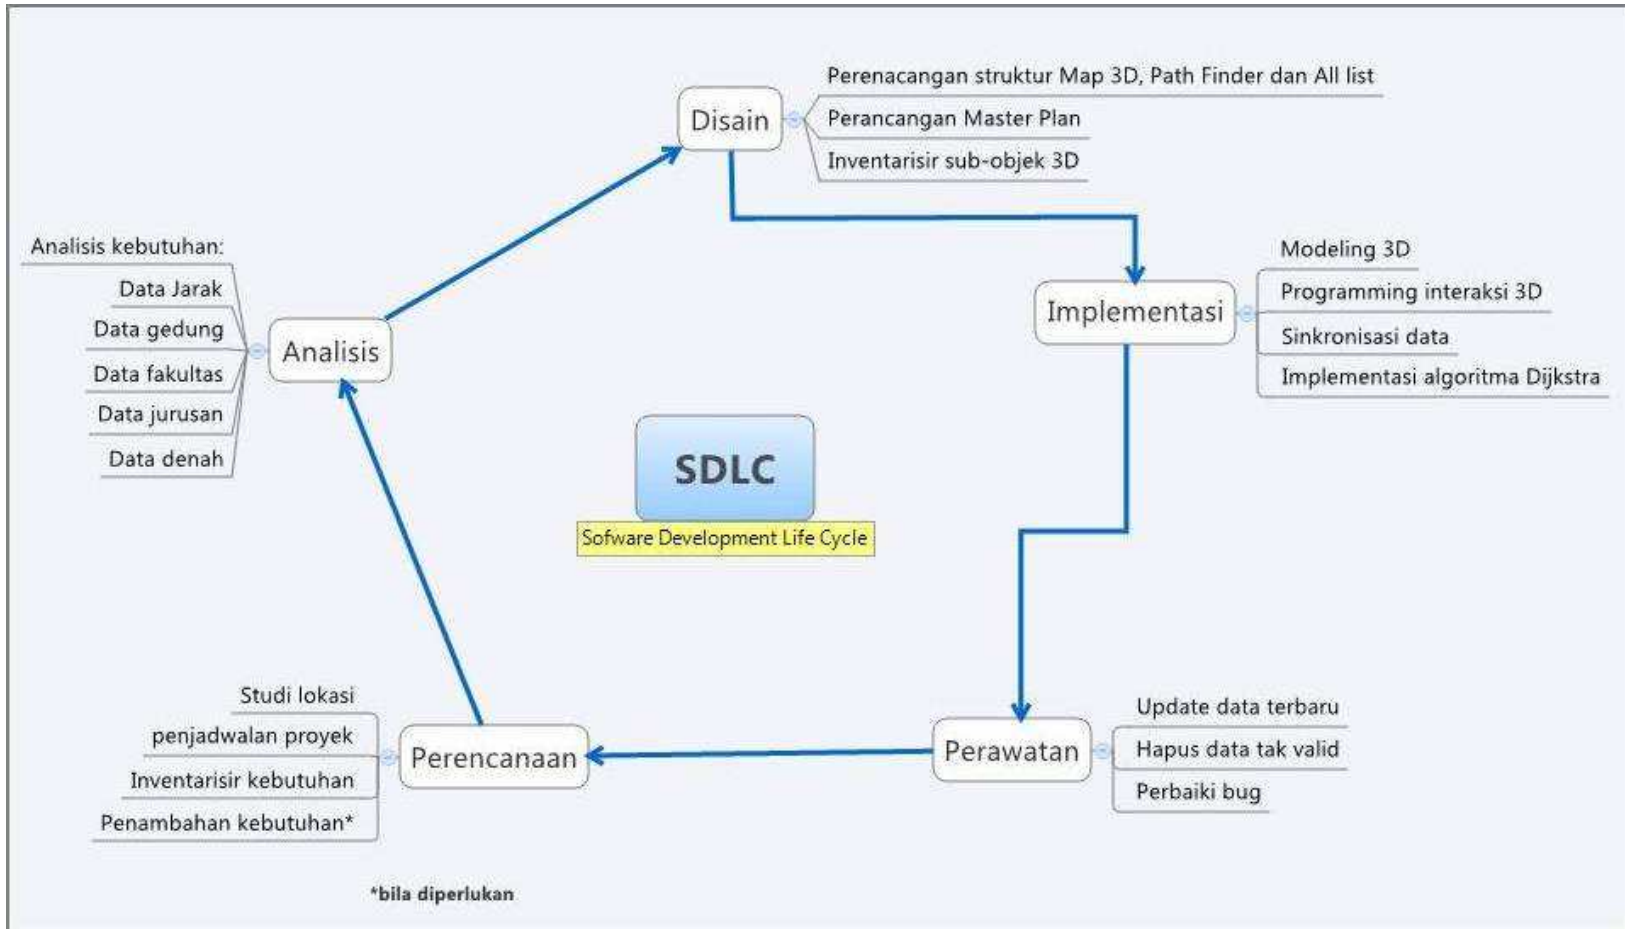 Disain
Perenacangan struktur Map 3D, Path Finder dan All list
Perancangan Master Plan
Inventarisir sub-objek 3D
Implementasi
Modeling 3D
Programming interaksi 3D
Sinkronisasi data
Implementasi algoritma Dijkstra
Analisis kebutuhan:
Data Jarak
Data gedung
Data fakultas
Data jurusan
Data denah
Analisis
SDLC
Sofware Development Life Cycle
Perawatan
Update data terbaru
Hapus data tak valid
Perbaiki bug
Studi lokasi
penjadwalan proyek
Inventarisir kebutuhan
Penambahan kebutuhan*
Perencanaan
*bila diperlukan